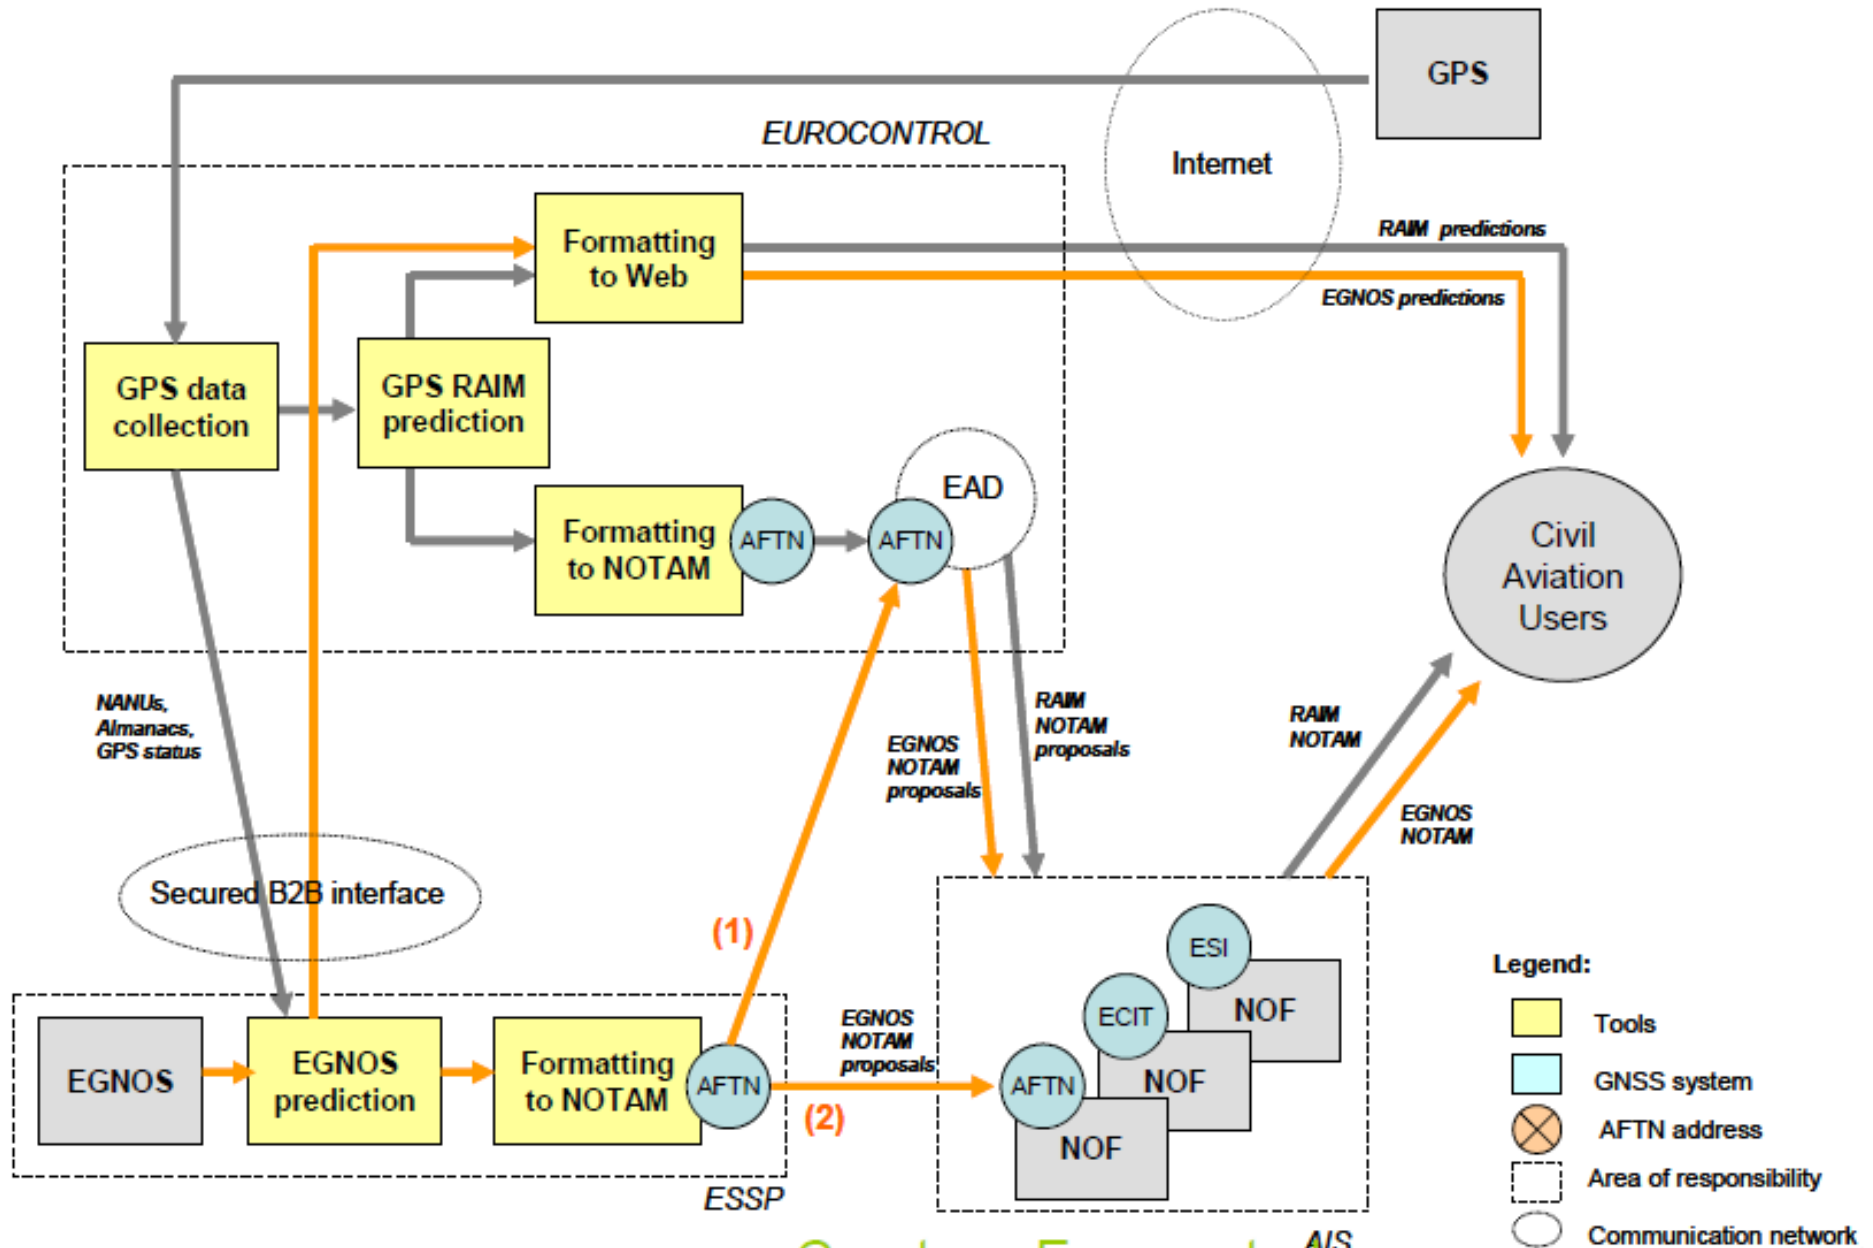 GPS
EUROCONTROL
Internet
Formatting
to Web
RAIM predictions
EGNOS predictions
GPS data
collection
GPS RAIM
prediction
EAD
Formatting
to NOTAM
AFTN
AFTN
Civil
Aviation
Users
NANUs,
Almanacs,
GPS status
EGNOS
NOTAM
proposals
RAIM
NOTAM
proposals
RAIM
NOTAM
EGNOS
NOTAM
Secured B2B interface
(1)
EGNOS
EGNOS
prediction
Formatting
to NOTAM
AFTN
EGNOS
NOTAM
proposals
(2)
ESSP
ESI
NOF
ECIT
NOF
AFTN
NOF
AIS
Legend:
Tools
GNSS system
AFTN address
Area of responsibility
Communication network